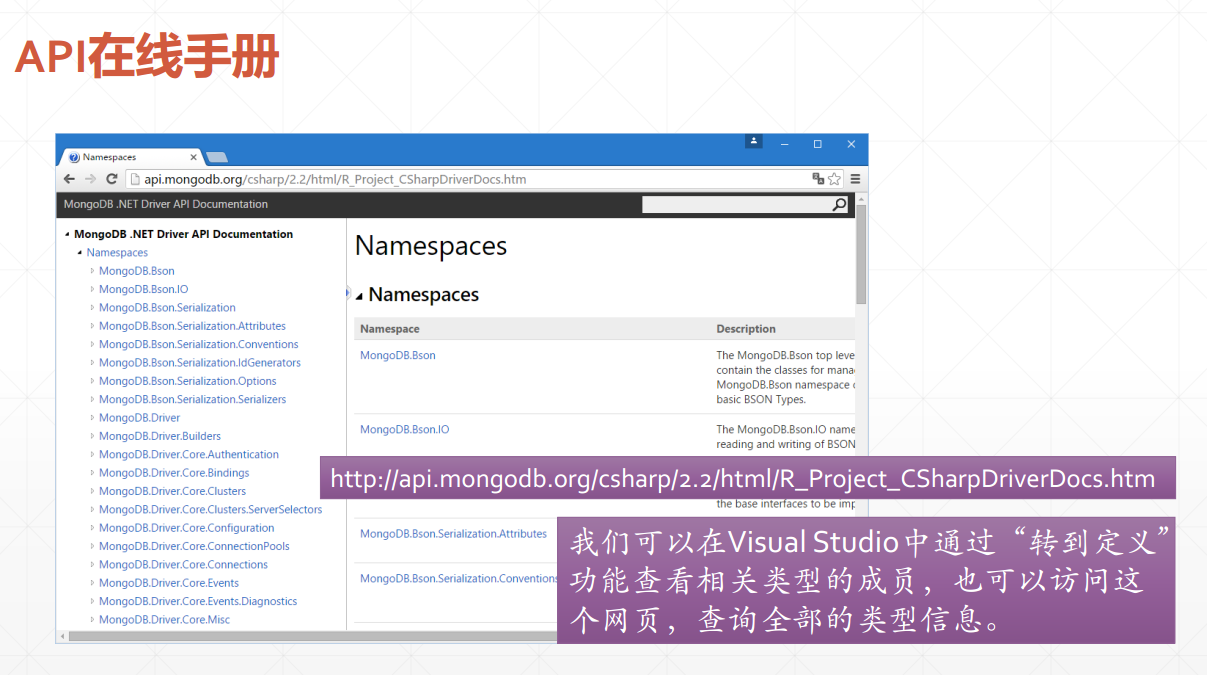 API在线手册
Namespaces
api.mongodb.org/csharp/2.2/html/R_Project_CSharpDriverDocs.htm
MongoDB .NET Driver API Documentation
MongoDB .NET Driver API Documentation
Namespaces
MongoDB.Bson
MongoDB.Bson.IO
MongoDB.Bson.Serialization
MongoDB.Bson.Serialization.Attributes
MongoDB.Bson.Serialization.Conventions
MongoDB.Bson.Serialization.IdGenerators
MongoDB.Bson.Serialization.Options
MongoDB.Bson.Serialization.Serializers
MongoDB.Driver
MongoDB.Driver.Builders
MongoDB.Driver.Core.Authentication
MongoDB.Driver.Core.Bindings
MongoDB.Driver.Core.Clusters
MongoDB.Driver.Core.Clusters.ServerSelectors
MongoDB.Driver.Core.Configuration
MongoDB.Driver.Core.ConnectionPools
MongoDB.Driver.Core.Connections
MongoDB.Driver.Core.Events
MongoDB.Driver.Core.Events.Diagnostics
MongoDB.Driver.Core.Misc
Namespaces
Namespaces
Namespace Description
MongoDB.Bson The MongoDB.Bson top leve
contain the classes for mana
MongoDB.Bson namespace
basic BSON Types.
MongoDB.Bson.IO The MongoDB.Bson.IO name
reading and writing of BSON
http://api.mongodb.org/csharp/2.2/html/R_Project_CSharpDriverDocs.htm
the base interfaces to be imp
MongoDB.Bson.Serialization.Attributes
MongoDB.Bson.Serialization.Conventions
我们可以在Visual Studio中通过“转到定义”
功能查看相关类型的成员，也可以访问这
个网页，查询全部的类型信息。